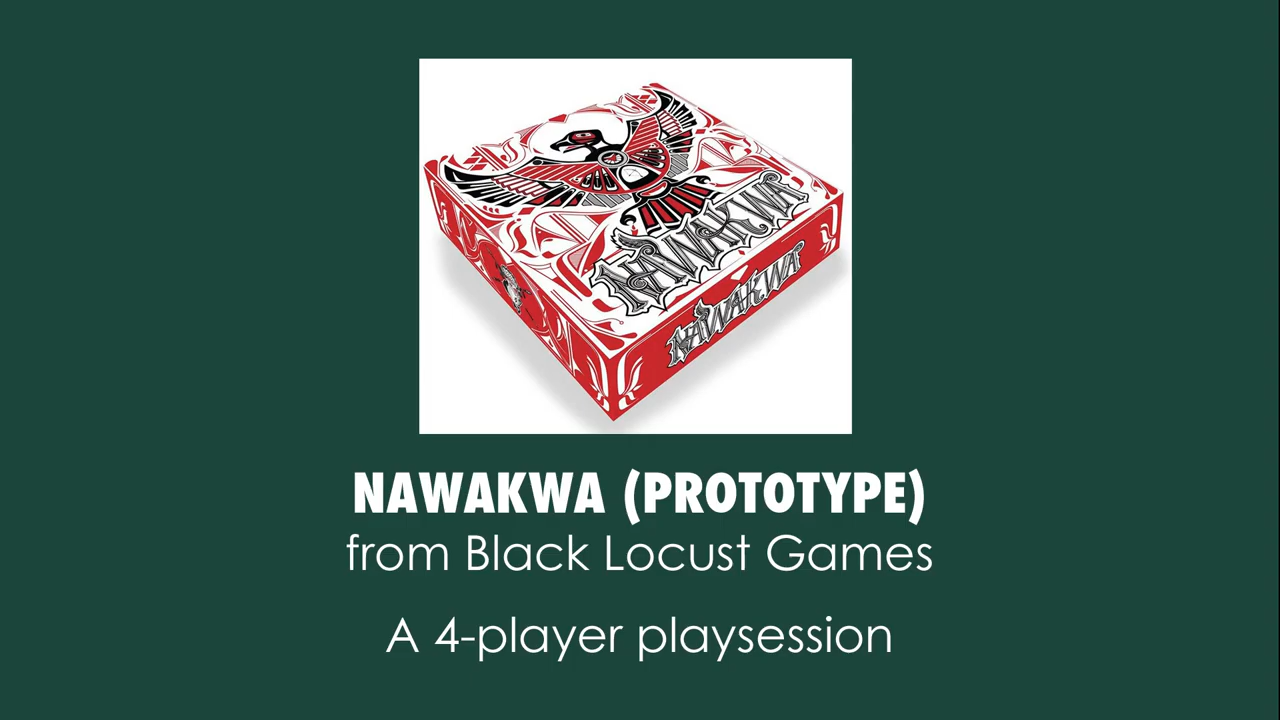 NAWAKWA
NAWAKWA
NAWAKWA (PROTOTYPE)
from Black Locust Games
A 4-player playsession